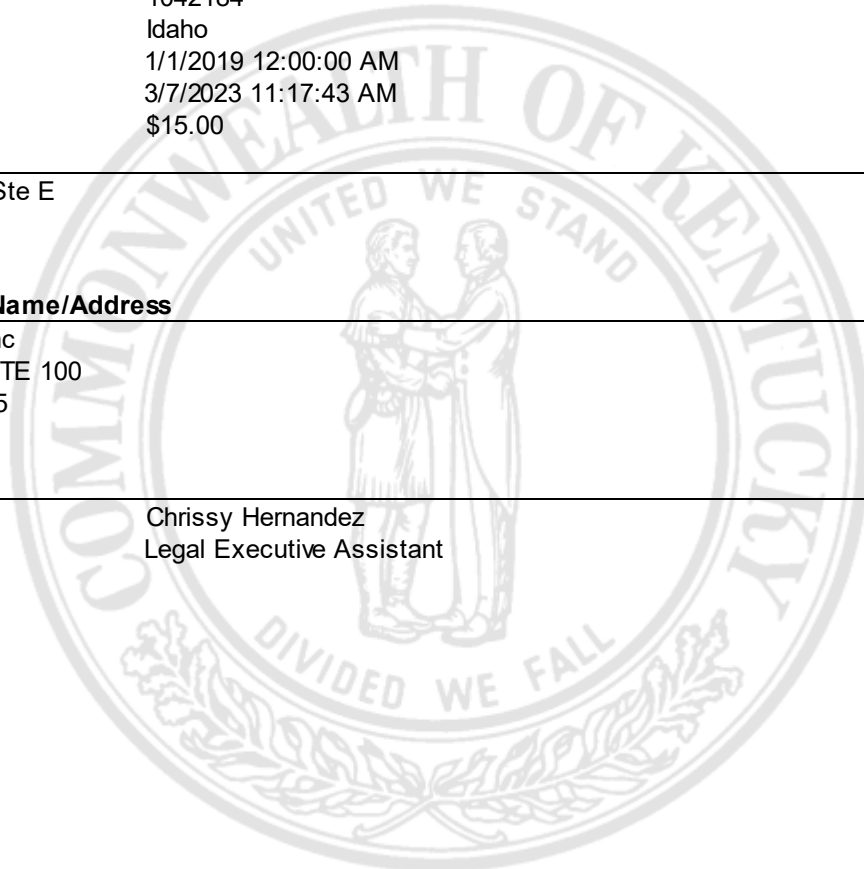 Idaho
1/1/2019 12:00:00 AM
3/7/2023 11:17:43 AM
$15.00
Ste E
Name/Address
TE 100
5
Chrissy Hernandez
Legal Executive Assistant
COMMONWEALTH OF KENTUCKY
UNITED WE STAND
DIVIDED WE FALL